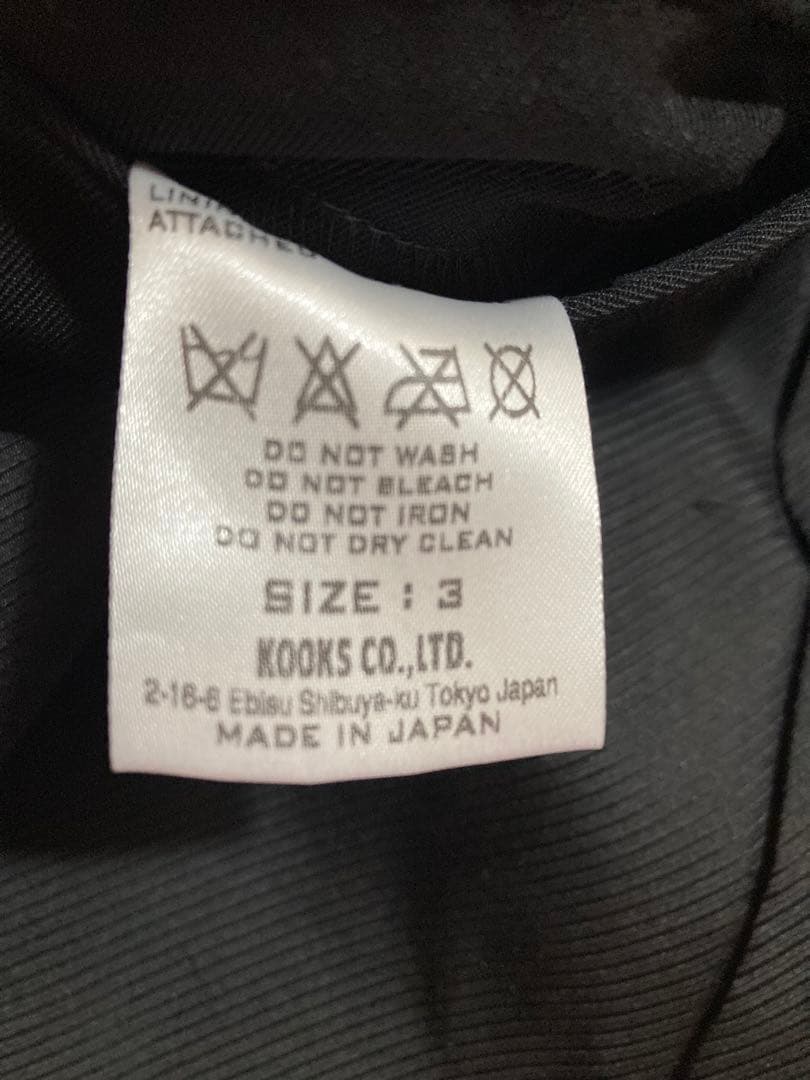 ATTACHED
DO NOT WASH
DO NOT BLEACH
DO NOT IRON
DO NOT DRY CLEAN
SIZE : 3
KOOKS CO.,LTD.
2-16-6 Ebisu Shibuya-ku Tokyo Japan
MADE IN JAPAN